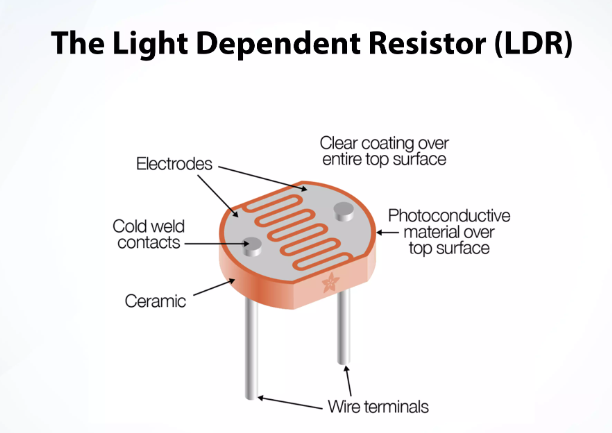 The Light Dependent Resistor (LDR)
Clear coating over
entire top surface
Electrodes
Cold weld
contacts
Photoconductive
material over
top surface
Ceramic
Wire terminals